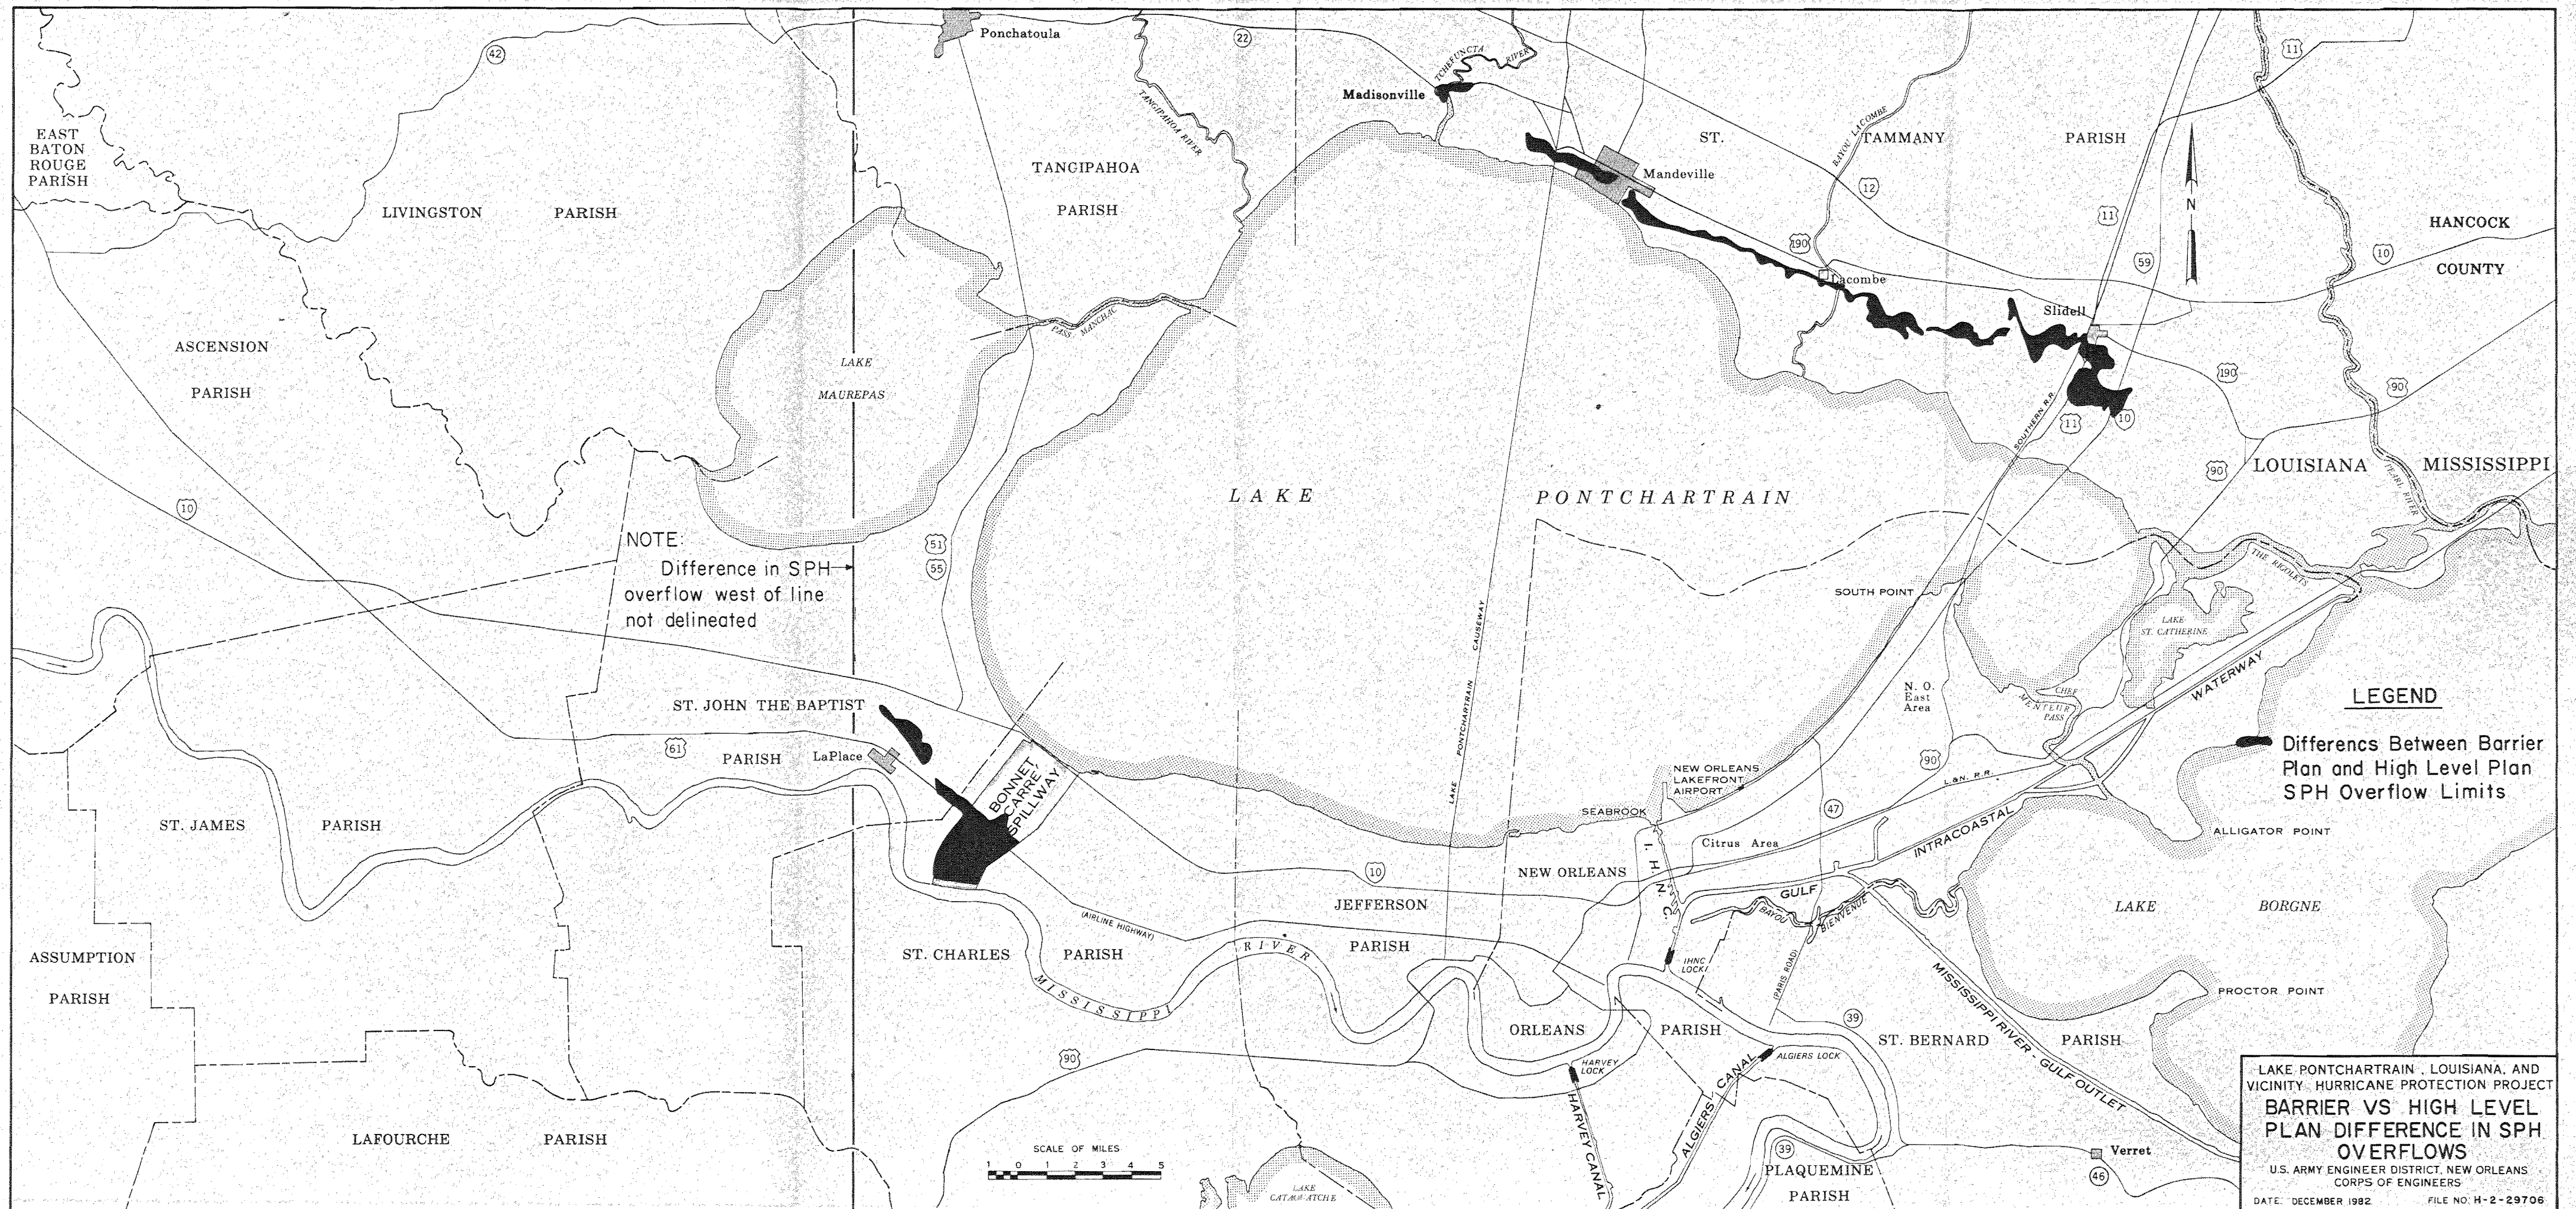 Ponchatoula
42
22
11
TCHEFUNCTA
RIVER
Madisonville
TANGIPAHOA RIVER
EAST
BATON
ROUGE
PARISH
ST.
TAMMANY
PARISH
BAYOU LACOMBE
TANGIPAHOA
PARISH
Mandeville
12
LIVINGSTON
PARISH
11
N
HANCOCK
COUNTY
190
59
10
Lacombe
Slidell
PASS MANCHAC
ASCENSION
PARISH
LAKE
MAUREPAS
190
90
SOUTHERN R.R.
11
10
90
LOUISIANA
MISSISSIPPI
PEARL RIVER
LAKE
PONTCHARTRAIN
10
NOTE:
Difference in SPH
overflow west of line
not delineated
51
55
THE RIGOLETS
SOUTH POINT
LAKE
ST. CATHERINE
LAKE PONTCHARTRAIN CAUSEWAY
N. O.
East
Area
CHEF
MENTEUR
PASS
WATERWAY
LEGEND
Differencs Between Barrier
Plan and High Level Plan
SPH Overflow Limits
ST. JOHN THE BAPTIST
PARISH
61
LaPlace
BONNET
CARRE'
SPILLWAY
NEW ORLEANS
LAKEFRONT
AIRPORT
90
L.&N. R.R.
SEABROOK
47
Citrus Area
INTRACOASTAL
ALLIGATOR POINT
ST. JAMES
PARISH
10
NEW ORLEANS
I. H. N. C.
GULF
JEFFERSON
PARISH
BAYOU
BIENVENUE
LAKE
BORGNE
(AIRLINE HIGHWAY)
ST. CHARLES
PARISH
MISSISSIPPI
RIVER
ASSUMPTION
PARISH
IHNC
LOCK
(PARIS ROAD)
MISSISSIPPI RIVER - GULF OUTLET
PROCTOR POINT
ORLEANS
PARISH
39
ST. BERNARD
PARISH
90
HARVEY
LOCK
ALGIERS LOCK
ALGIERS CANAL
HARVEY CANAL
LAFOURCHE
PARISH
SCALE OF MILES
1 0 1 2 3 4 5
LAKE
39
PLAQUEMINE
PARISH
Verret
46
LAKE PONTCHARTRAIN, LOUISIANA, AND
VICINITY HURRICANE PROTECTION PROJECT
BARRIER VS HIGH LEVEL
PLAN DIFFERENCE IN SPH
OVERFLOWS
U.S. ARMY ENGINEER DISTRICT, NEW ORLEANS
CORPS OF ENGINEERS
DATE: DECEMBER 1982
FILE NO. H-2-29706